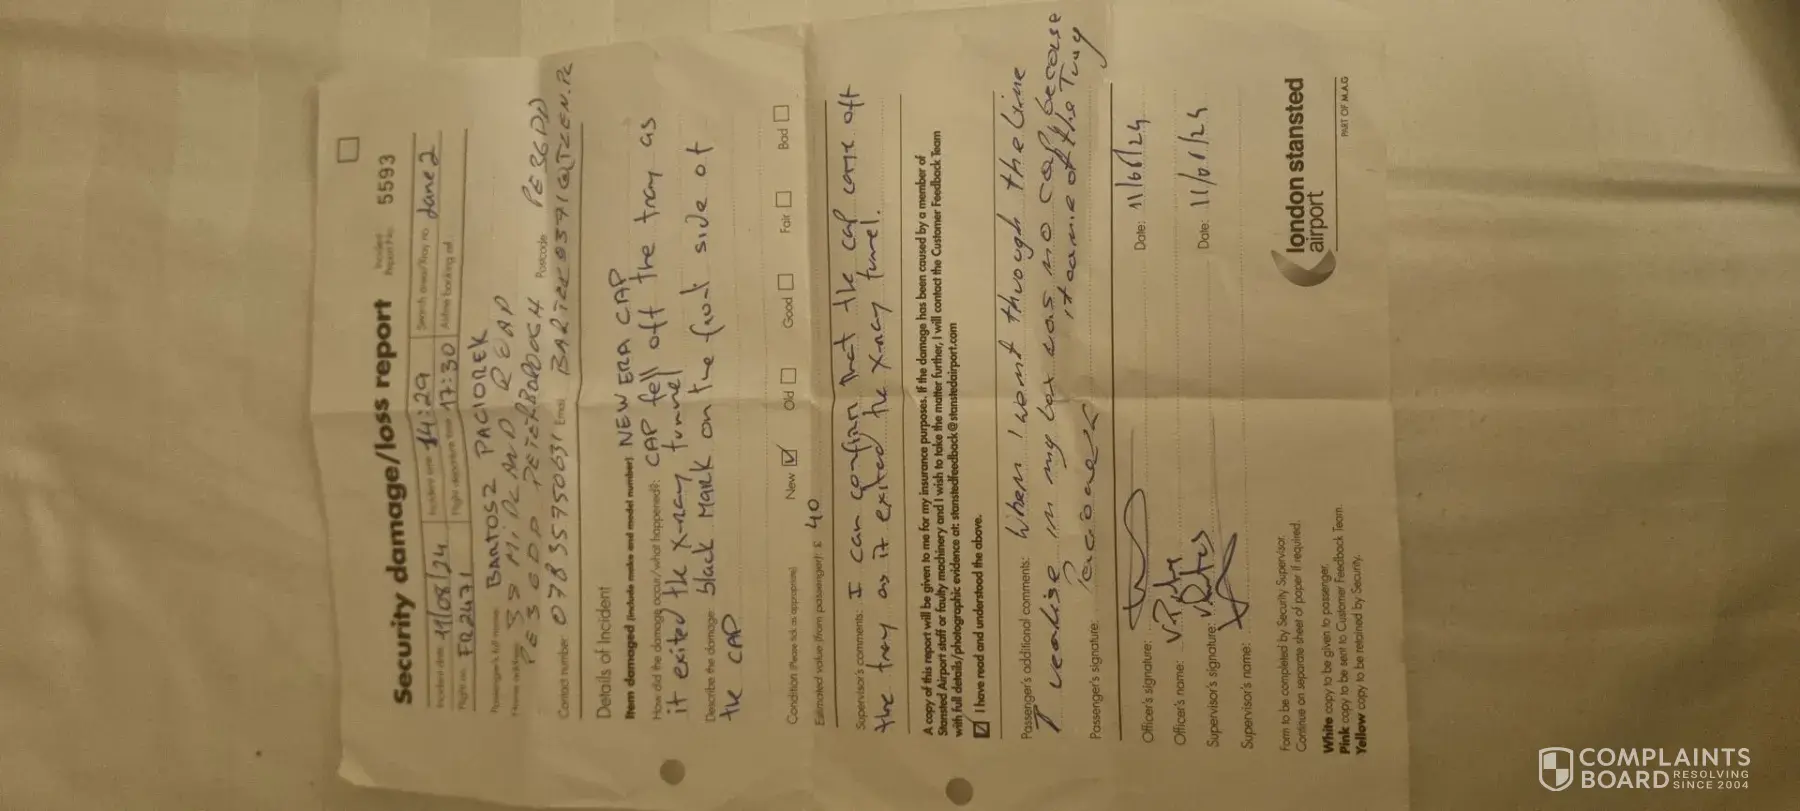 Security damage/loss report
Incident Report No: 5593
Incident date: 11/08/24 Incident time: 14:29 Search area/Tray no. Jane 2
Flight no: FR2471 Flight departure time: 17:30 Airline booking ref:
Passenger's full name: BARTOSZ PACIOREK
Home address: 395 MiDLAND ROAD
PE3 6DD PETERBOROUGH Postcode: PE36DD
Contact number: 07835750631 Email:
Details of Incident
Item damaged (include make and model number): NEW ERA CAP
How did the damage occur/what happened?: CAP fell off the tray as
it exited the x-ray tunnel
Describe the damage: black MARK on the front side of
the CAP
Condition (Please tick as appropriate) New ☑ Old ☐ Good ☐ Fair ☐ Bad ☐
Estimated value (from passenger): £ 40
Supervisor's comments: I can confirm that the cap came off
the tray as it exited the x-ray tunnel.
A copy of this report will be given to me for my insurance purposes. If the damage has been caused by a member of
Stansted Airport staff or faulty machinery and I wish to take the matter further, I will contact the Customer Feedback Team
with full details/photographic evidence at: stanstedfeedback@stanstedairport.com
☑ I have read and understood the above.
Passenger's additional comments: When I went through the line
I realise in my box was no cap because
it came of the Tray
Passenger's signature:
Officer's signature: Date: 11/08/24
Officer's name:
Supervisor's signature: Date: 11/08/24
Supervisor's name:
Form to be completed by Security Supervisor.
Continue on separate sheet of paper if required.
White copy to be given to passenger.
Pink copy to be sent to Customer Feedback Team.
Yellow copy to be retained by Security.
london stansted
airport
PART OF M.A.G
COMPLAINTS
BOARD RESOLVING
SINCE 2004